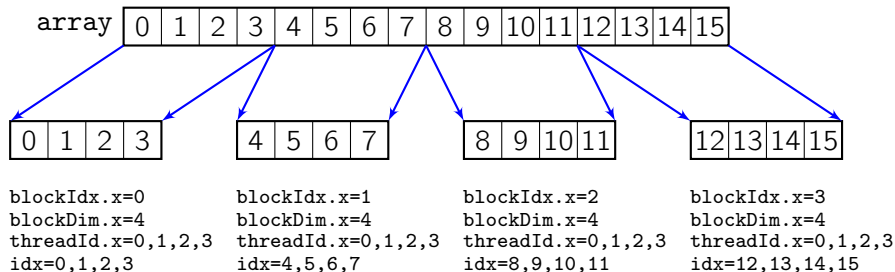 array 0 1 2 3 4 5 6 7 8 9 10 11 12 13 14 15
0 1 2 3 4 5 6 7 8 9 10 11 12 13 14 15
blockIdx.x=0 blockIdx.x=1 blockIdx.x=2 blockIdx.x=3
blockDim.x=4 blockDim.x=4 blockDim.x=4 blockDim.x=4
threadId.x=0,1,2,3 threadId.x=0,1,2,3 threadId.x=0,1,2,3 threadId.x=0,1,2,3
idx=0,1,2,3 idx=4,5,6,7 idx=8,9,10,11 idx=12,13,14,15